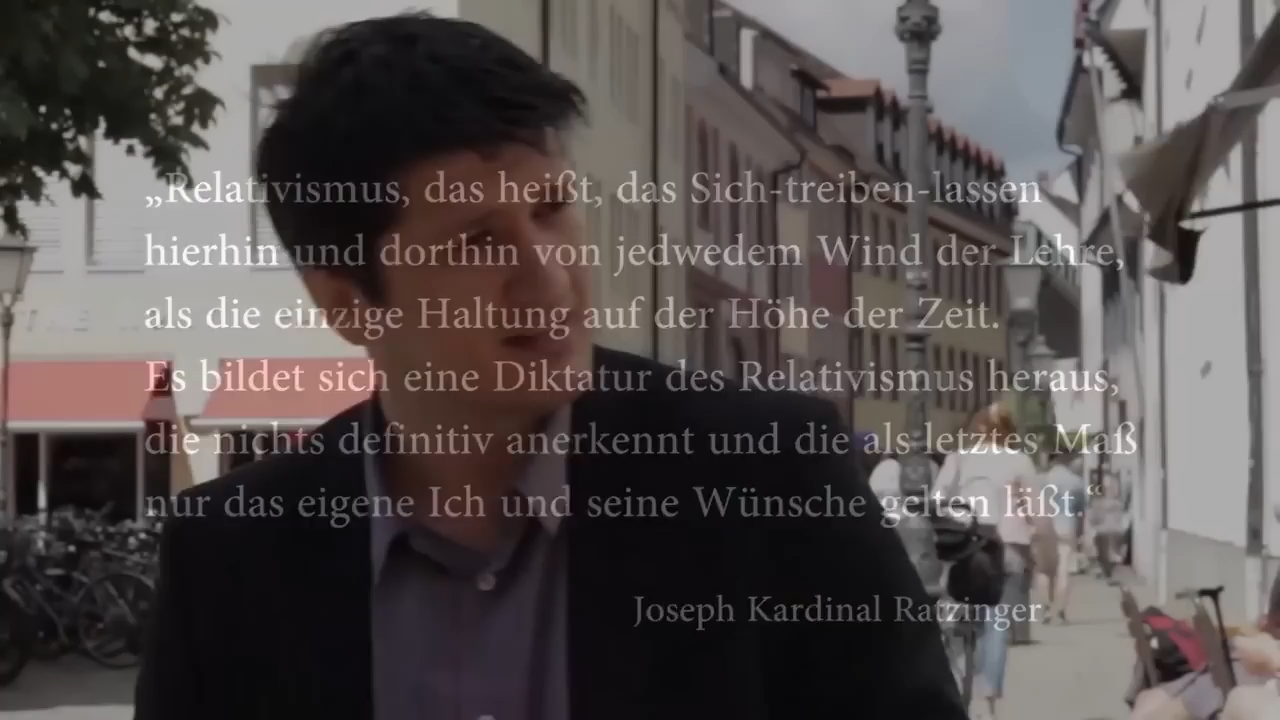 „Relativismus, das heißt, das Sich-treiben-lassen
hierhin und dorthin von jedwedem Wind der Lehre,
als die einzige Haltung auf der Höhe der Zeit.
Es bildet sich eine Diktatur des Relativismus heraus,
die nichts definitiv anerkennt und die als letztes Maß
nur das eigene Ich und seine Wünsche gelten läßt.“
Joseph Kardinal Ratzinger